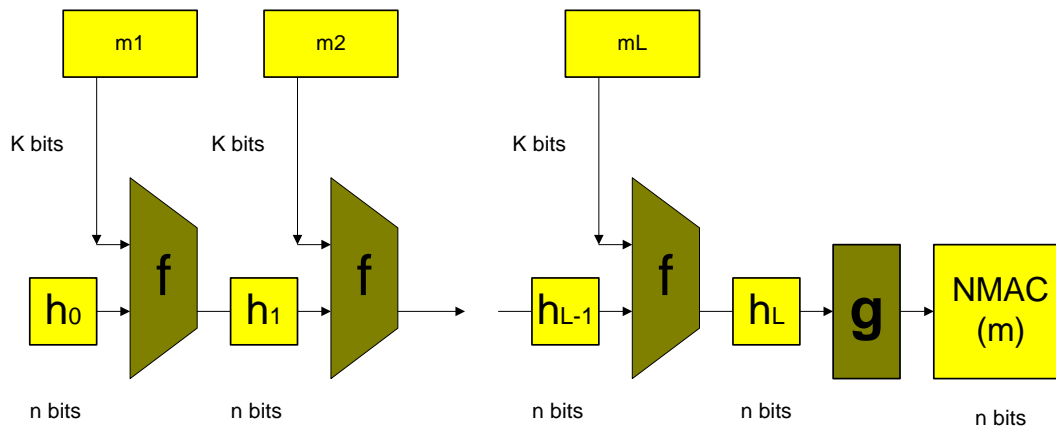 m1
m2
mL
K bits
K bits
K bits
f
f
f
h0
h1
hL-1
hL
g
NMAC
(m)
n bits
n bits
n bits
n bits
n bits